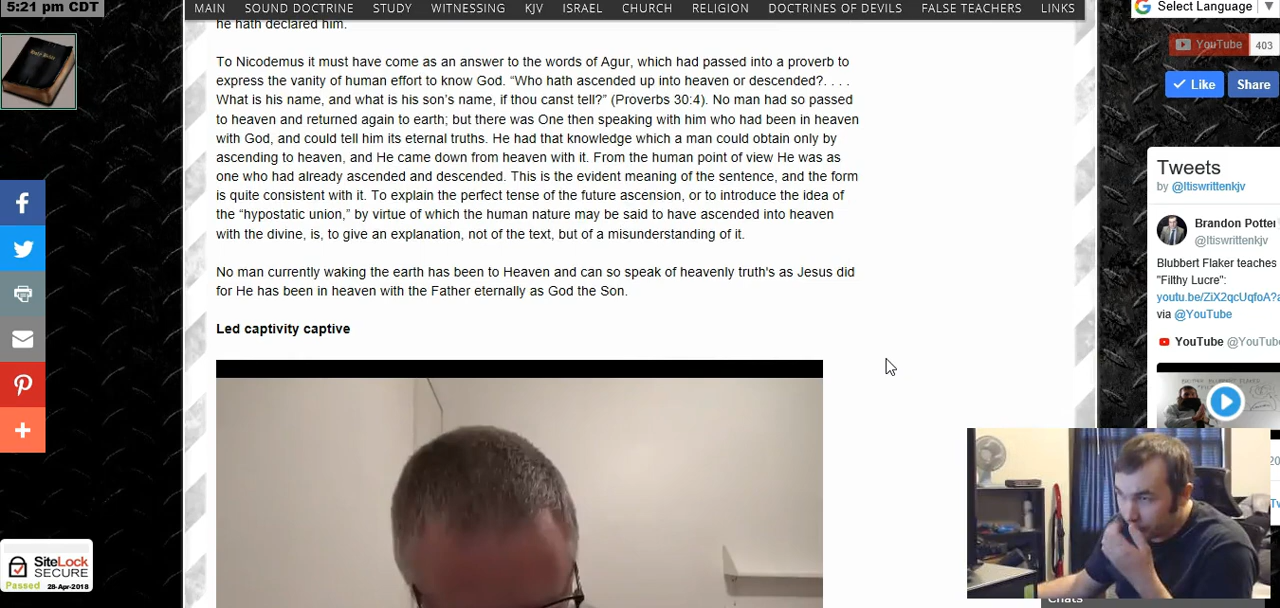 5:21 pm CDT
MAIN SOUND DOCTRINE STUDY WITNESSING KJV ISRAEL CHURCH RELIGION DOCTRINES OF DEVILS FALSE TEACHERS LINKS
Select Language
he hath declared him.
YouTube 403
Like Share
To Nicodemus it must have come as an answer to the words of Agur, which had passed into a proverb to
express the vanity of human effort to know God. “Who hath ascended up into heaven or descended?. . . .
What is his name, and what is his son’s name, if thou canst tell?” (Proverbs 30:4). No man had so passed
to heaven and returned again to earth; but there was One then speaking with him who had been in heaven
with God, and could tell him its eternal truths. He had that knowledge which a man could obtain only by
ascending to heaven, and He came down from heaven with it. From the human point of view He was as
one who had already ascended and descended. This is the evident meaning of the sentence, and the form
is quite consistent with it. To explain the perfect tense of the future ascension, or to introduce the idea of
the “hypostatic union,” by virtue of which the human nature may be said to have ascended into heaven
with the divine, is, to give an explanation, not of the text, but of a misunderstanding of it.
No man currently waking the earth has been to Heaven and can so speak of heavenly truth's as Jesus did
for He has been in heaven with the Father eternally as God the Son.
Led captivity captive
Tweets
by @Itiswrittenkjv
Brandon Potter
@Itiswrittenkjv
Blubbert Flaker teaches
"Filthy Lucre":
youtu.be/ZiX2qcUqfoA?a
via @YouTube
YouTube @YouTube
SiteLock
SECURE
Passed 28-Apr-2018
Chats